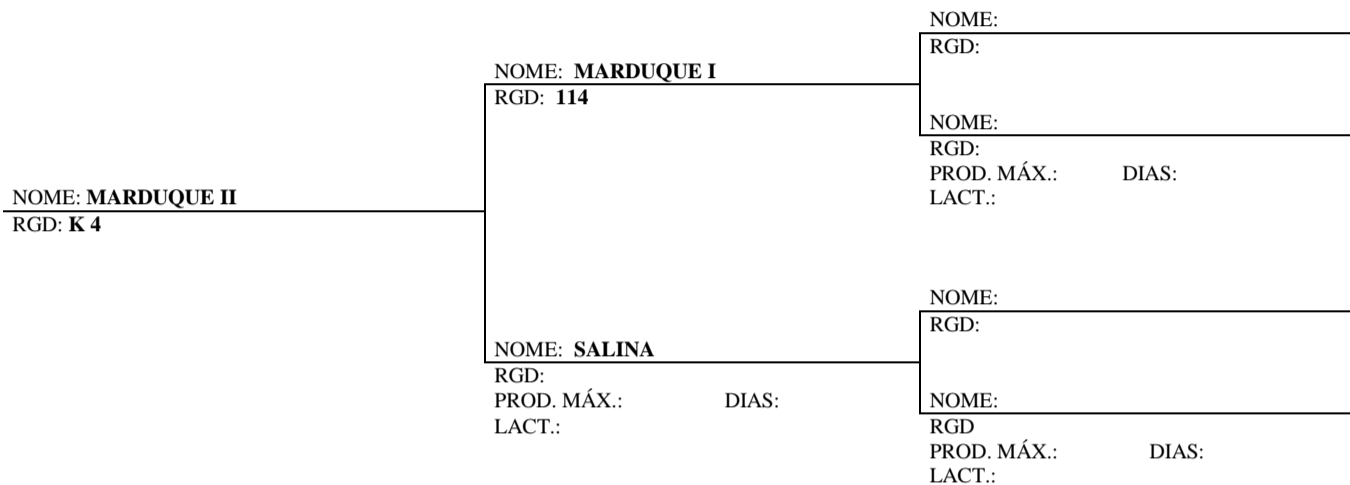 NOME: MARDUQUE II
RGD: K 4
NOME: MARDUQUE I
RGD: 114
NOME: SALINA
RGD:
PROD. MÁX.: DIAS:
LACT.:
NOME:
RGD:
NOME:
RGD:
PROD. MÁX.: DIAS:
LACT.:
NOME:
RGD:
NOME:
RGD
PROD. MÁX.: DIAS:
LACT.: